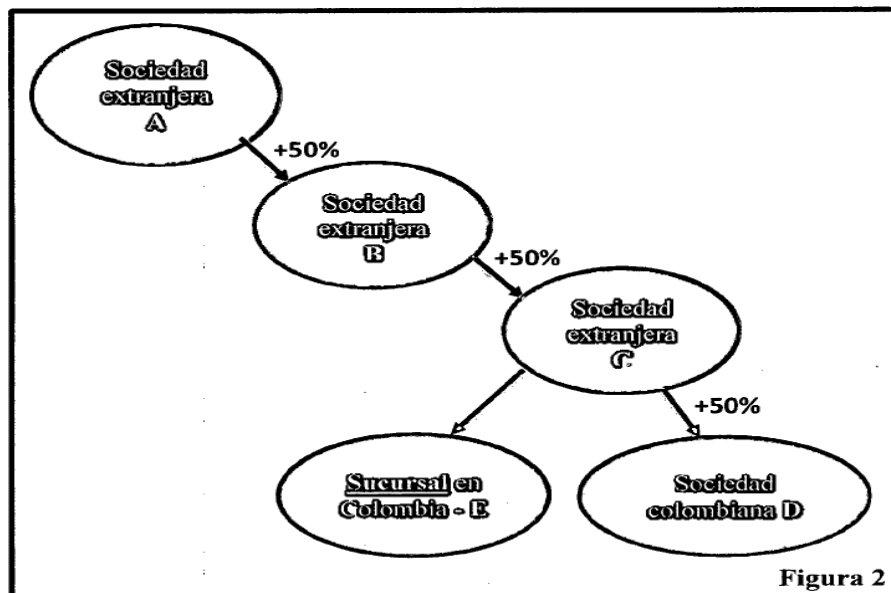 Sociedad
extranjera
A
+50%
Sociedad
extranjera
B
+50%
Sociedad
extranjera
C
+50%
Sucursal en
Colombia - E
Sociedad
colombiana D
Figura 2